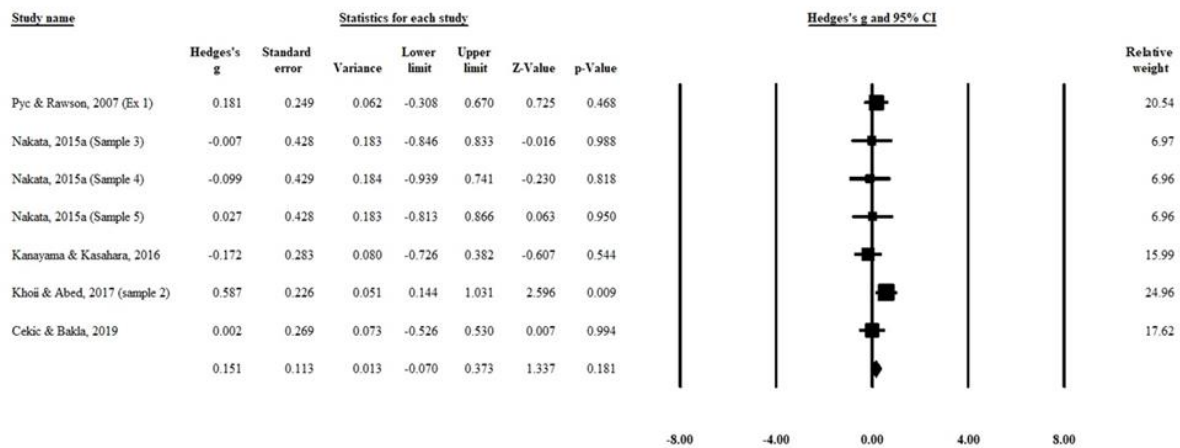 Study name Statistics for each study Hedges's g and 95% CI
Hedges's g Standard error Variance Lower limit Upper limit Z-Value p-Value Relative weight
Pyc & Rawson, 2007 (Ex 1) 0.181 0.249 0.062 -0.308 0.670 0.725 0.468 20.54
Nakata, 2015a (Sample 3) -0.007 0.428 0.183 -0.846 0.833 -0.016 0.988 6.97
Nakata, 2015a (Sample 4) -0.099 0.429 0.184 -0.939 0.741 -0.230 0.818 6.96
Nakata, 2015a (Sample 5) 0.027 0.428 0.183 -0.813 0.866 0.063 0.950 6.96
Kanayama & Kasahara, 2016 -0.172 0.283 0.080 -0.726 0.382 -0.607 0.544 15.99
Khoii & Abed, 2017 (sample 2) 0.587 0.226 0.051 0.144 1.031 2.596 0.009 24.96
Cekic & Bakla, 2019 0.002 0.269 0.073 -0.526 0.530 0.007 0.994 17.62
0.151 0.113 0.013 -0.070 0.373 1.337 0.181
-8.00 -4.00 0.00 4.00 8.00